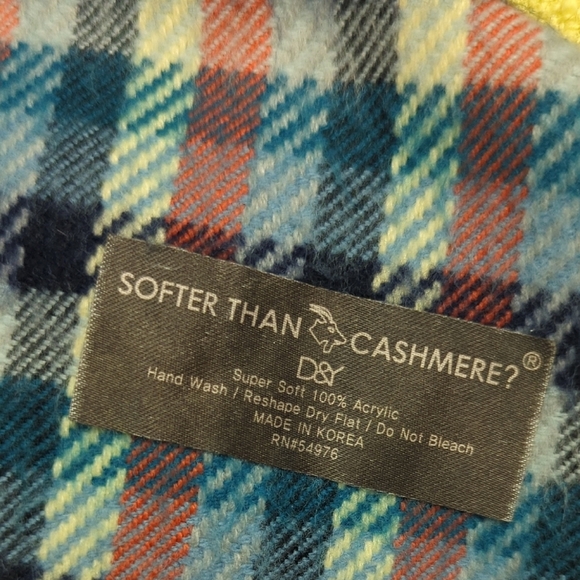 SOFTER THAN CASHMERE?®
D&Y
Super Soft 100% Acrylic
Hand Wash / Reshape Dry Flat / Do Not Bleach
MADE IN KOREA
RN#54976